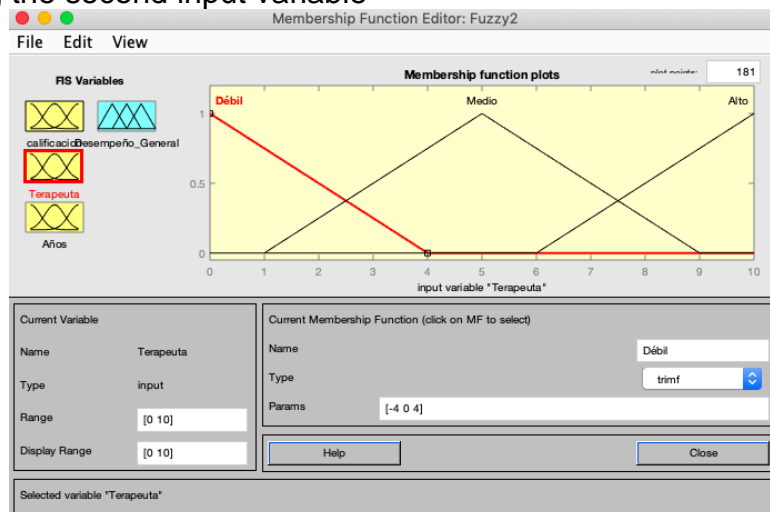 the second input variable
Membership Function Editor: Fuzzy2
File Edit View
FIS Variables
Membership function plots
plot points: 181
Débil Medio Alto
calificación Desempeño_General
Terapeuta
Años
1
0.5
0
0 1 2 3 4 5 6 7 8 9 10
input variable "Terapeuta"
Current Variable
Name Terapeuta
Type input
Range [0 10]
Display Range [0 10]
Current Membership Function (click on MF to select)
Name Débil
Type trimf
Params [-4 0 4]
Help Close
Selected variable "Terapeuta"